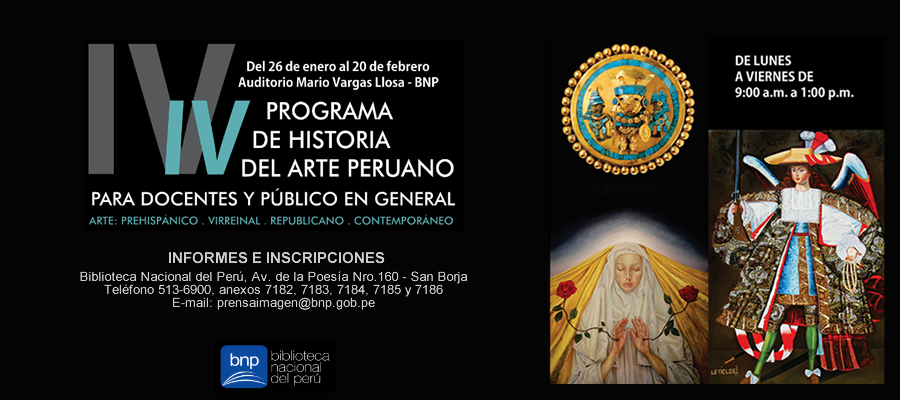 IV
IV
Del 26 de enero al 20 de febrero
Auditorio Mario Vargas Llosa - BNP
PROGRAMA
DE HISTORIA
DEL ARTE PERUANO
PARA DOCENTES Y PÚBLICO EN GENERAL
ARTE: PREHISPÁNICO . VIRREINAL . REPUBLICANO . CONTEMPORÁNEO
INFORMES E INSCRIPCIONES
Biblioteca Nacional del Perú, Av. de la Poesía Nro.160 - San Borja
Teléfono 513-6900, anexos 7182, 7183, 7184, 7185 y 7186
E-mail: prensaimagen@bnp.gob.pe
bnp
biblioteca
nacional
del perú
DE LUNES
A VIERNES DE
9:00 a.m. a 1:00 p.m.